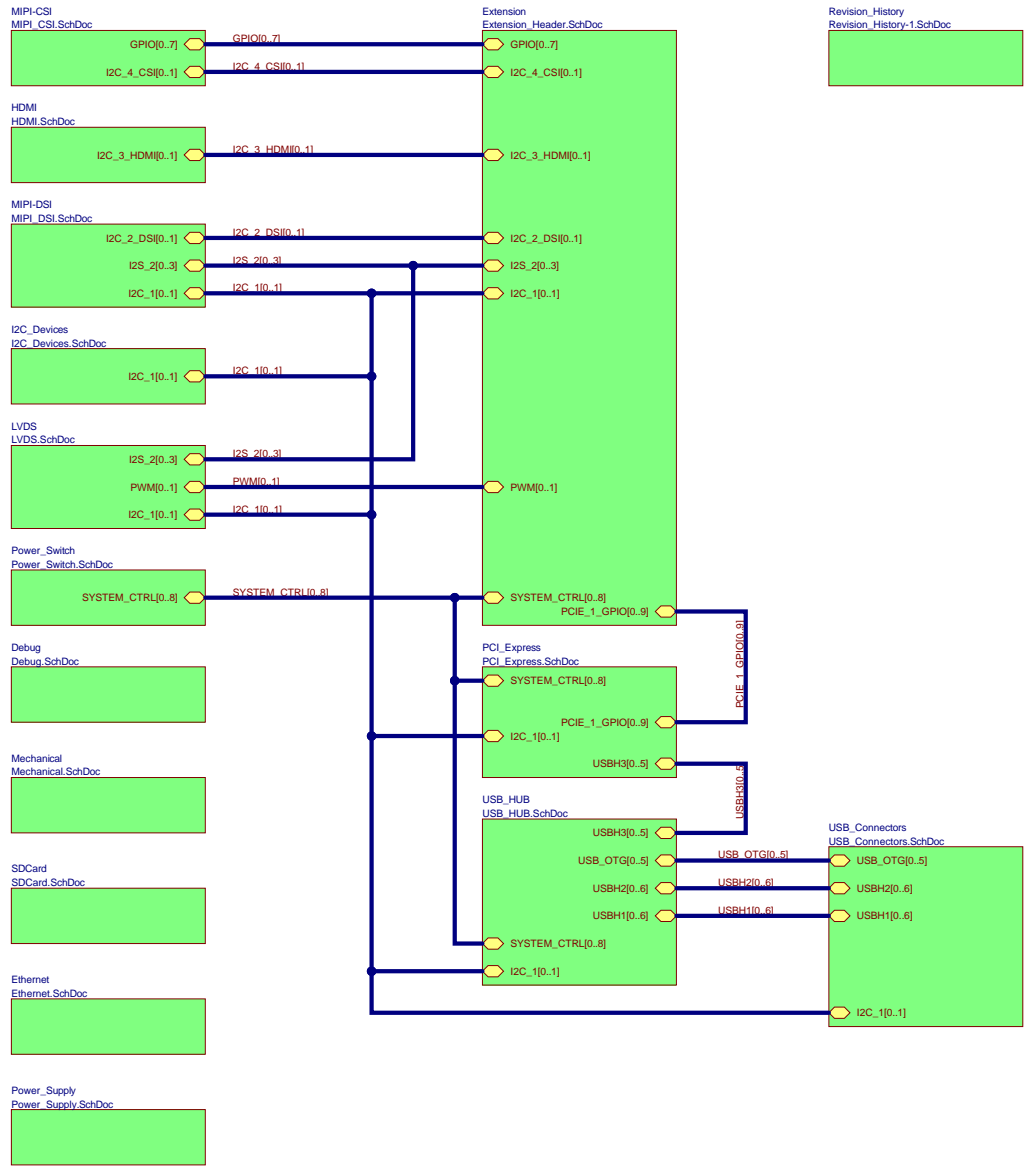 MIPI-CSI
MIPI_CSI.SchDoc
GPIO[0..7]
I2C_4_CSI[0..1]
GPIO[0..7]
I2C_4_CSI[0..1]
Extension
Extension_Header.SchDoc
GPIO[0..7]
I2C_4_CSI[0..1]
I2C_3_HDMI[0..1]
I2C_2_DSI[0..1]
I2S_2[0..3]
I2C_1[0..1]
PWM[0..1]
SYSTEM_CTRL[0..8]
PCIE_1_GPIO[0..9]
Revision_History
Revision_History-1.SchDoc
HDMI
HDMI.SchDoc
I2C_3_HDMI[0..1]
I2C_3_HDMI[0..1]
MIPI-DSI
MIPI_DSI.SchDoc
I2C_2_DSI[0..1]
I2S_2[0..3]
I2C_1[0..1]
I2C_2_DSI[0..1]
I2S_2[0..3]
I2C_1[0..1]
I2C_Devices
I2C_Devices.SchDoc
I2C_1[0..1]
I2C_1[0..1]
LVDS
LVDS.SchDoc
I2S_2[0..3]
PWM[0..1]
I2C_1[0..1]
I2S_2[0..3]
PWM[0..1]
I2C_1[0..1]
Power_Switch
Power_Switch.SchDoc
SYSTEM_CTRL[0..8]
SYSTEM_CTRL[0..8]
PCIE_1_GPIO[0..9]
Debug
Debug.SchDoc
PCI_Express
PCI_Express.SchDoc
SYSTEM_CTRL[0..8]
PCIE_1_GPIO[0..9]
I2C_1[0..1]
USBH3[0..5]
USBH3[0..5]
Mechanical
Mechanical.SchDoc
USB_HUB
USB_HUB.SchDoc
USBH3[0..5]
USB_OTG[0..5]
USBH2[0..6]
USBH1[0..6]
SYSTEM_CTRL[0..8]
I2C_1[0..1]
USB_OTG[0..5]
USBH2[0..6]
USBH1[0..6]
USB_Connectors
USB_Connectors.SchDoc
USB_OTG[0..5]
USBH2[0..6]
USBH1[0..6]
I2C_1[0..1]
SDCard
SDCard.SchDoc
Ethernet
Ethernet.SchDoc
Power_Supply
Power_Supply.SchDoc